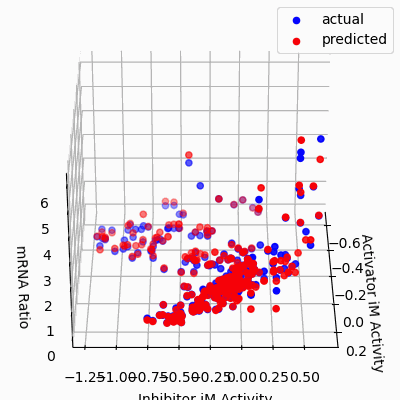 actual
predicted
6
5
4
3
2
1
0
mRNA Ratio
−0.6
−0.4
−0.2
0.0
0.2
Activator iM Activity
−1.25−1.00−0.75−0.50−0.250.00 0.25 0.50
Inhibitor iM Activity